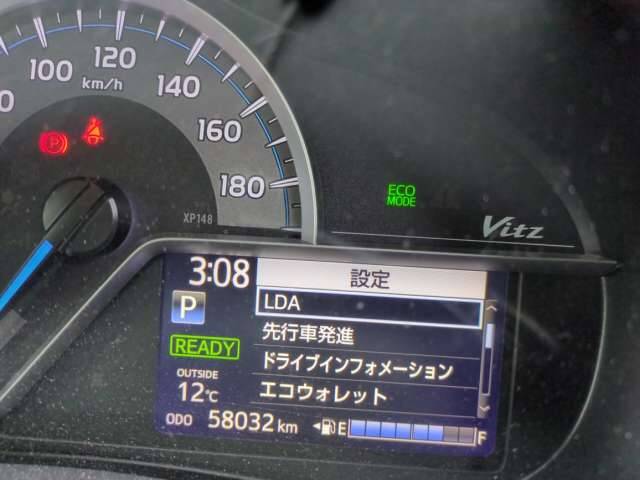 100
120
140
160
180
km/h
P
XP148
ECO
MODE
Vitz
3:08
設定
P
LDA
先行車発進
READY
ドライブインフォメーション
OUTSIDE
12℃
エコウォレット
ODO 58032 km
E F